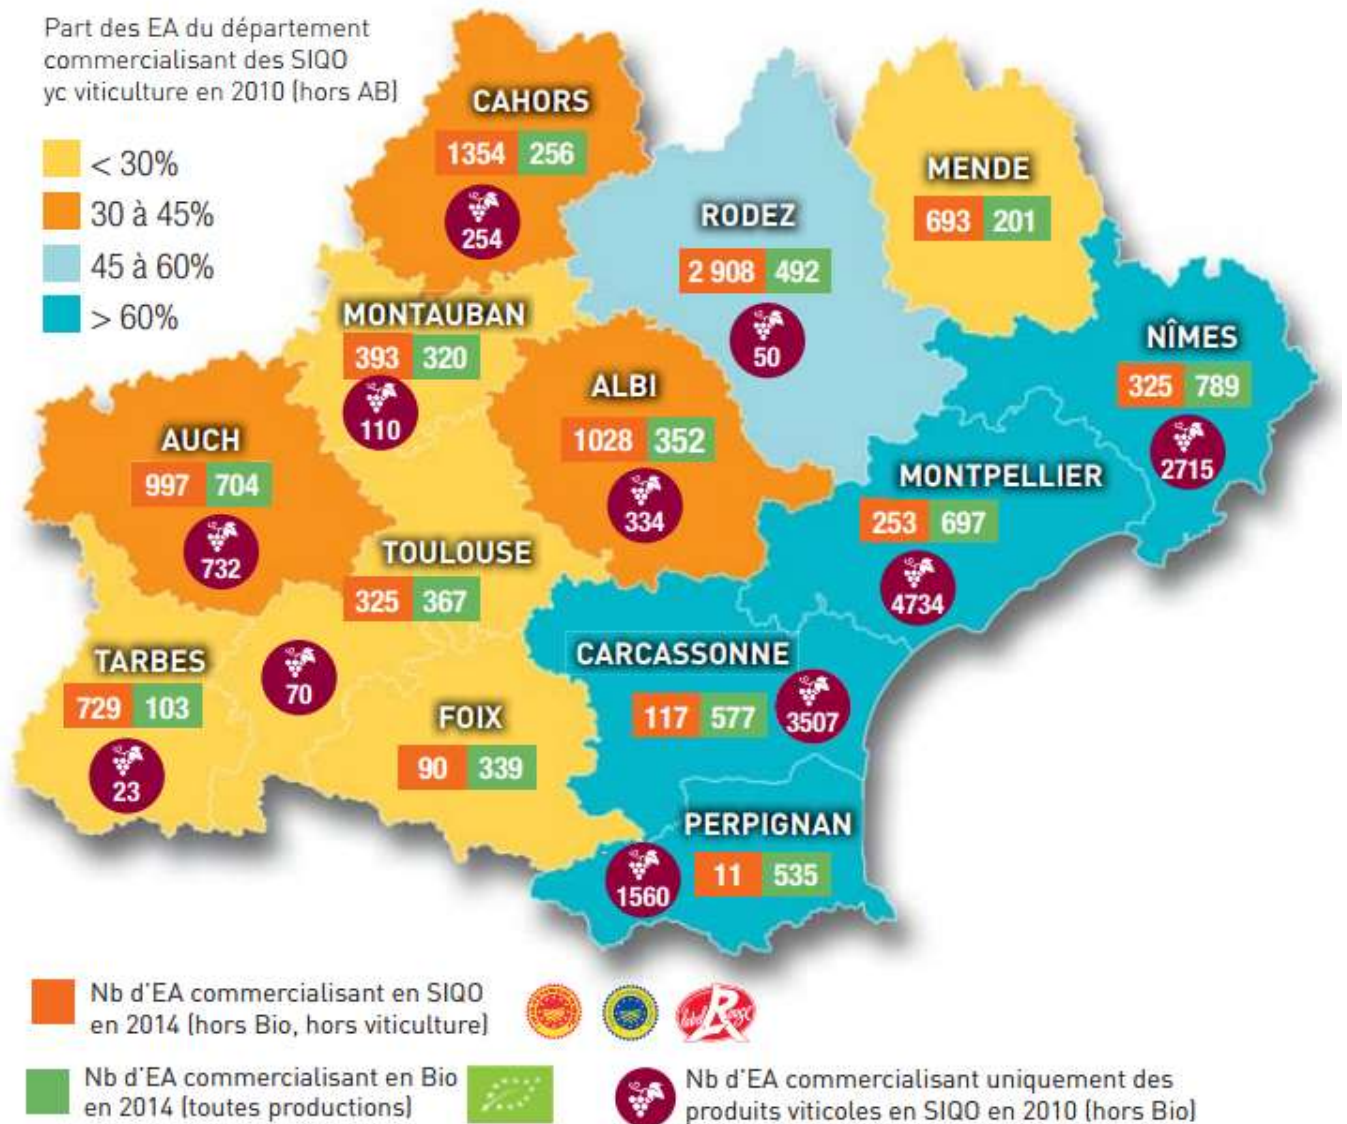 Part des EA du département
commercialisant des SIQO
yc viticulture en 2010 (hors AB)
< 30%
30 à 45%
45 à 60%
> 60%
CAHORS
1354 256
254
MENDE
693 201
RODEZ
2 908 492
50
MONTAUBAN
393 320
110
NÎMES
325 789
2715
ALBI
1028 352
334
AUCH
997 704
732
MONTPELLIER
253 697
4734
TOULOUSE
325 367
70
TARBES
729 103
23
CARCASSONNE
117 577
3507
FOIX
90 339
PERPIGNAN
11 535
1560
Nb d'EA commercialisant en SIQO
en 2014 (hors Bio, hors viticulture)
label Rouge
Nb d'EA commercialisant en Bio
en 2014 (toutes productions)
Nb d'EA commercialisant uniquement des
produits viticoles en SIQO en 2010 (hors Bio)